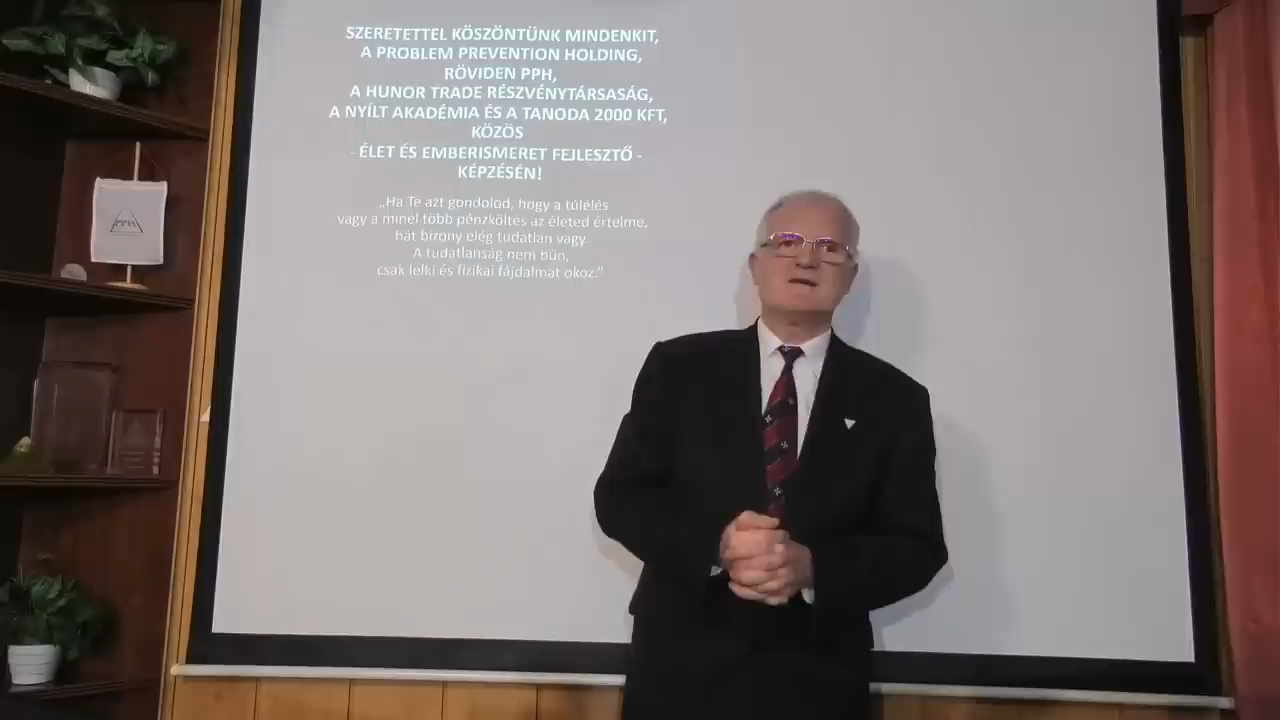 SZERETETTEL KÖSZÖNTÜNK MINDENKIT,
A PROBLEM PREVENTION HOLDING,
RÖVIDEN PPH,
A HUNOR TRADE RÉSZVÉNYTÁRSASÁG,
A NYÍLT AKADÉMIA ÉS A TANODA 2000 KFT,
KÖZÖS
- ÉLET ÉS EMBERISMERET FEJLESZTŐ -
KÉPZÉSÉN!
„Ha Te azt gondolod, hogy a túlélés
vagy a minél több pénzköltés az életed értelme,
hát bizony elég tudatlan vagy.
A tudatlanság nem bűn,
csak lelki és fizikai fájdalmat okoz.”